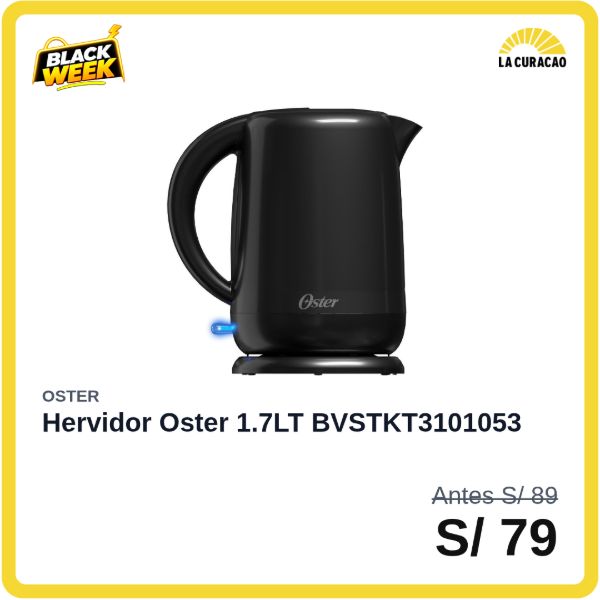 BLACK
WEEK
LA CURACAO
Oster
OSTER
Hervidor Oster 1.7LT BVSTKT3101053
Antes S/ 89
S/ 79